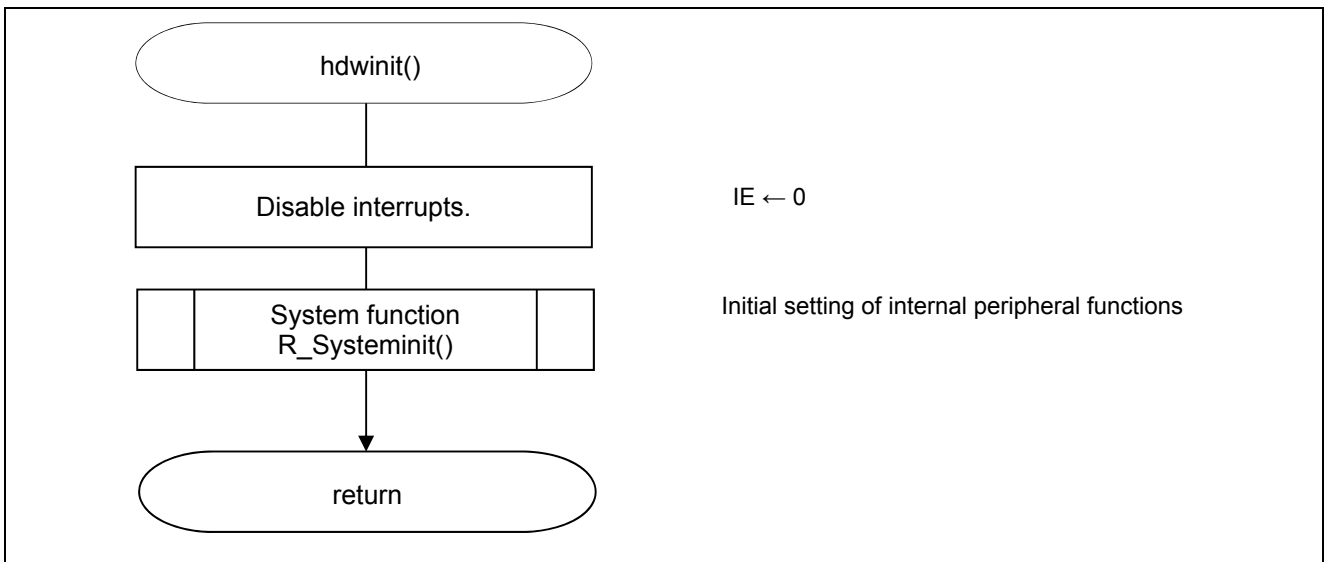 hdwinit()
Disable interrupts.
IE ← 0
System function
R_Systeminit()
Initial setting of internal peripheral functions
return